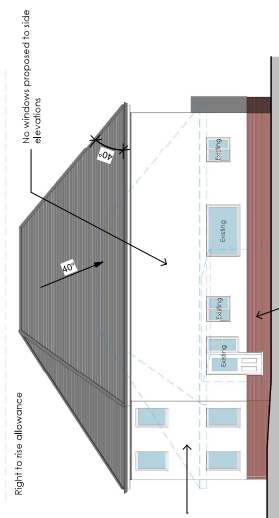 No windows proposed to side
elevations
Right to rise allowance
40°
40°
Existing
Existing
Existing
Existing